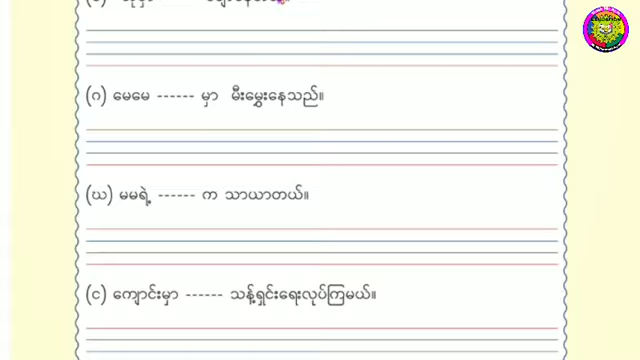 (ဂ) မေမေ ------ မှာ မီးမွှေးနေသည်။
(ဃ) မမရဲ့ ------ က သာယာတယ်။
(င) ကျောင်းမှာ ------ သန့်ရှင်းရေးလုပ်ကြမယ်။